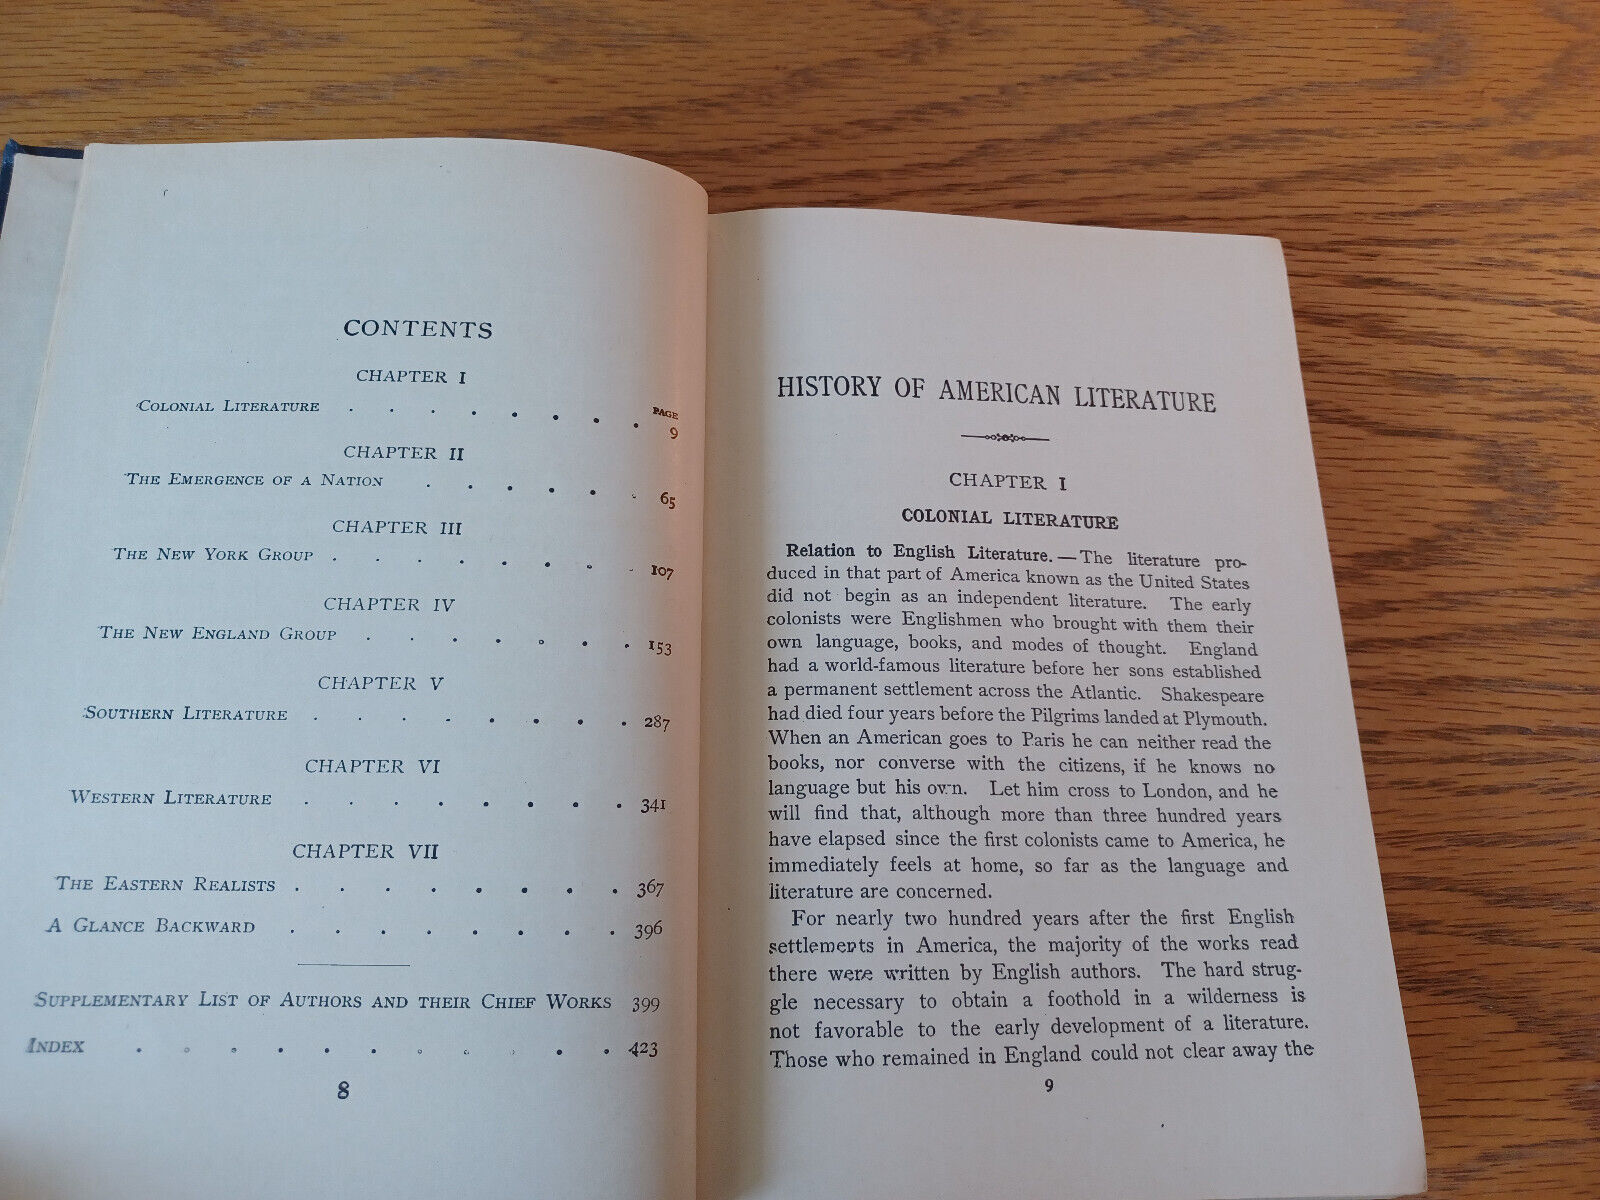 CONTENTS
CHAPTER I
PAGE
COLONIAL LITERATURE . . . . . . . . 9
CHAPTER II
THE EMERGENCE OF A NATION . . . . . . 65
CHAPTER III
THE NEW YORK GROUP . . . . . . . . 107
CHAPTER IV
THE NEW ENGLAND GROUP . . . . . . . 153
CHAPTER V
SOUTHERN LITERATURE . . . . . . . . 287
CHAPTER VI
WESTERN LITERATURE . . . . . . . . 341
CHAPTER VII
THE EASTERN REALISTS . . . . . . . . 367
A GLANCE BACKWARD . . . . . . . . 396
SUPPLEMENTARY LIST OF AUTHORS AND THEIR CHIEF WORKS 399
INDEX . . . . . . . . . . . 423
8
HISTORY OF AMERICAN LITERATURE
CHAPTER I
COLONIAL LITERATURE
Relation to English Literature. — The literature pro-
duced in that part of America known as the United States
did not begin as an independent literature. The early
colonists were Englishmen who brought with them their
own language, books, and modes of thought. England
had a world-famous literature before her sons established
a permanent settlement across the Atlantic. Shakespeare
had died four years before the Pilgrims landed at Plymouth.
When an American goes to Paris he can neither read the
books, nor converse with the citizens, if he knows no
language but his own. Let him cross to London, and he
will find that, although more than three hundred years
have elapsed since the first colonists came to America, he
immediately feels at home, so far as the language and
literature are concerned.
For nearly two hundred years after the first English
settlements in America, the majority of the works read
there were written by English authors. The hard strug-
gle necessary to obtain a foothold in a wilderness is
not favorable to the early development of a literature.
Those who remained in England could not clear away the
9